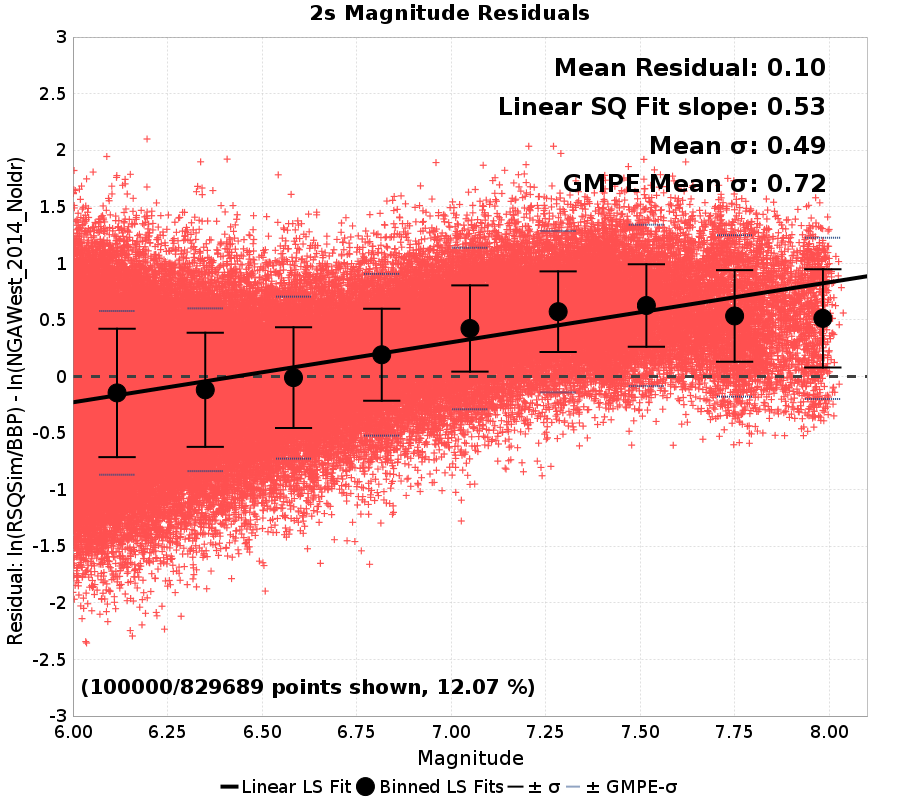 2s Magnitude Residuals
Residual: ln(RSQSim/BBP) - ln(NGAWest_2014_NoIdr)
3
2.5
2
1.5
1
0.5
0
-0.5
-1
-1.5
-2
-2.5
-3
Mean Residual: 0.10
Linear SQ Fit slope: 0.53
Mean σ: 0.49
GMPE Mean σ: 0.72
(100000/829689 points shown, 12.07 %)
6.00 6.25 6.50 6.75 7.00 7.25 7.50 7.75 8.00
Magnitude
Linear LS Fit Binned LS Fits ± σ ± GMPE-σ